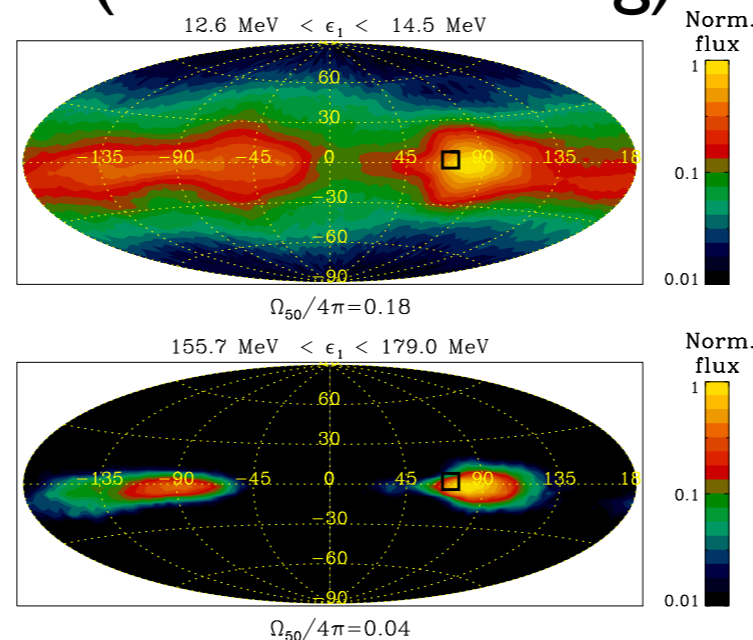 g)
12.6 MeV < ϵ₁ < 14.5 MeV
Norm.
flux
60
30
−135 −90 −45 0 45 90 135 18
−30
−60
−90
1
0.1
0.01
Ω₅₀/4π=0.18
155.7 MeV < ϵ₁ < 179.0 MeV
Norm.
flux
60
30
−135 −90 −45 0 45 90 135 18
−30
−60
−90
1
0.1
0.01
Ω₅₀/4π=0.04